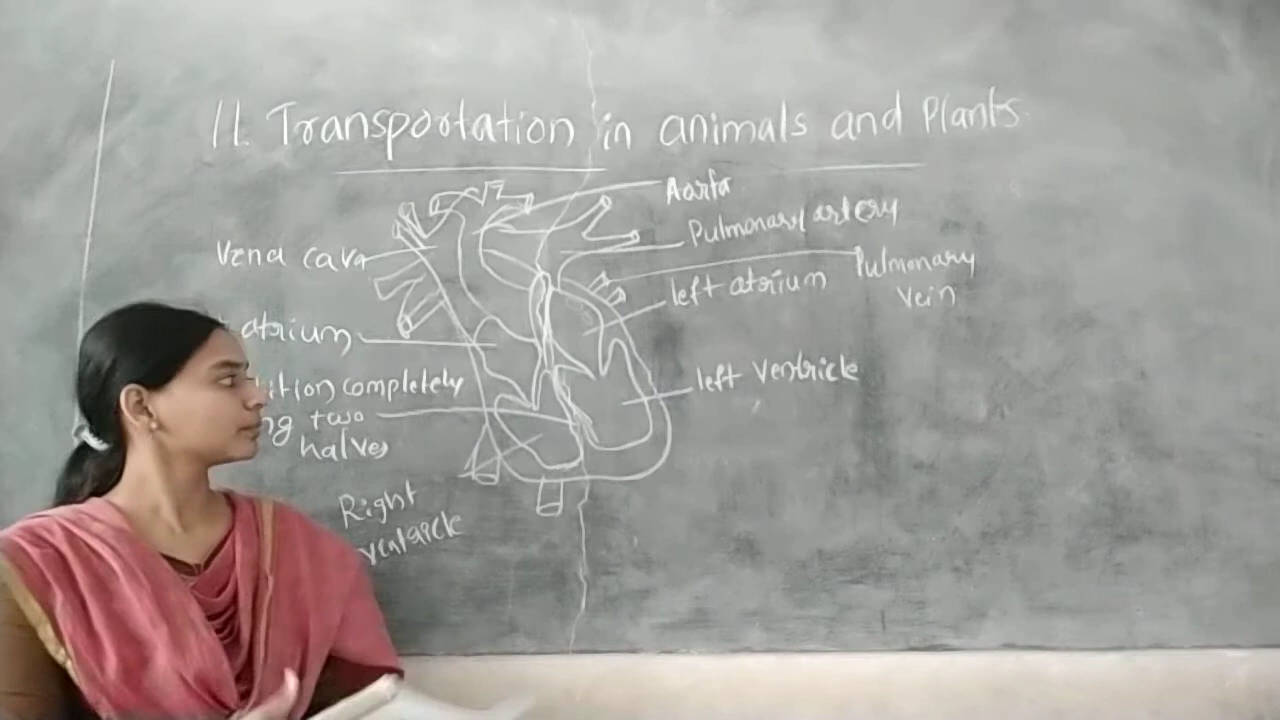 11. Transportation in animals and Plants
Aorta
Pulmonary artery
Vena cava
Pulmonary
vein
left atrium
atrium
completely
two
halves
left ventricle
Right
ventricle